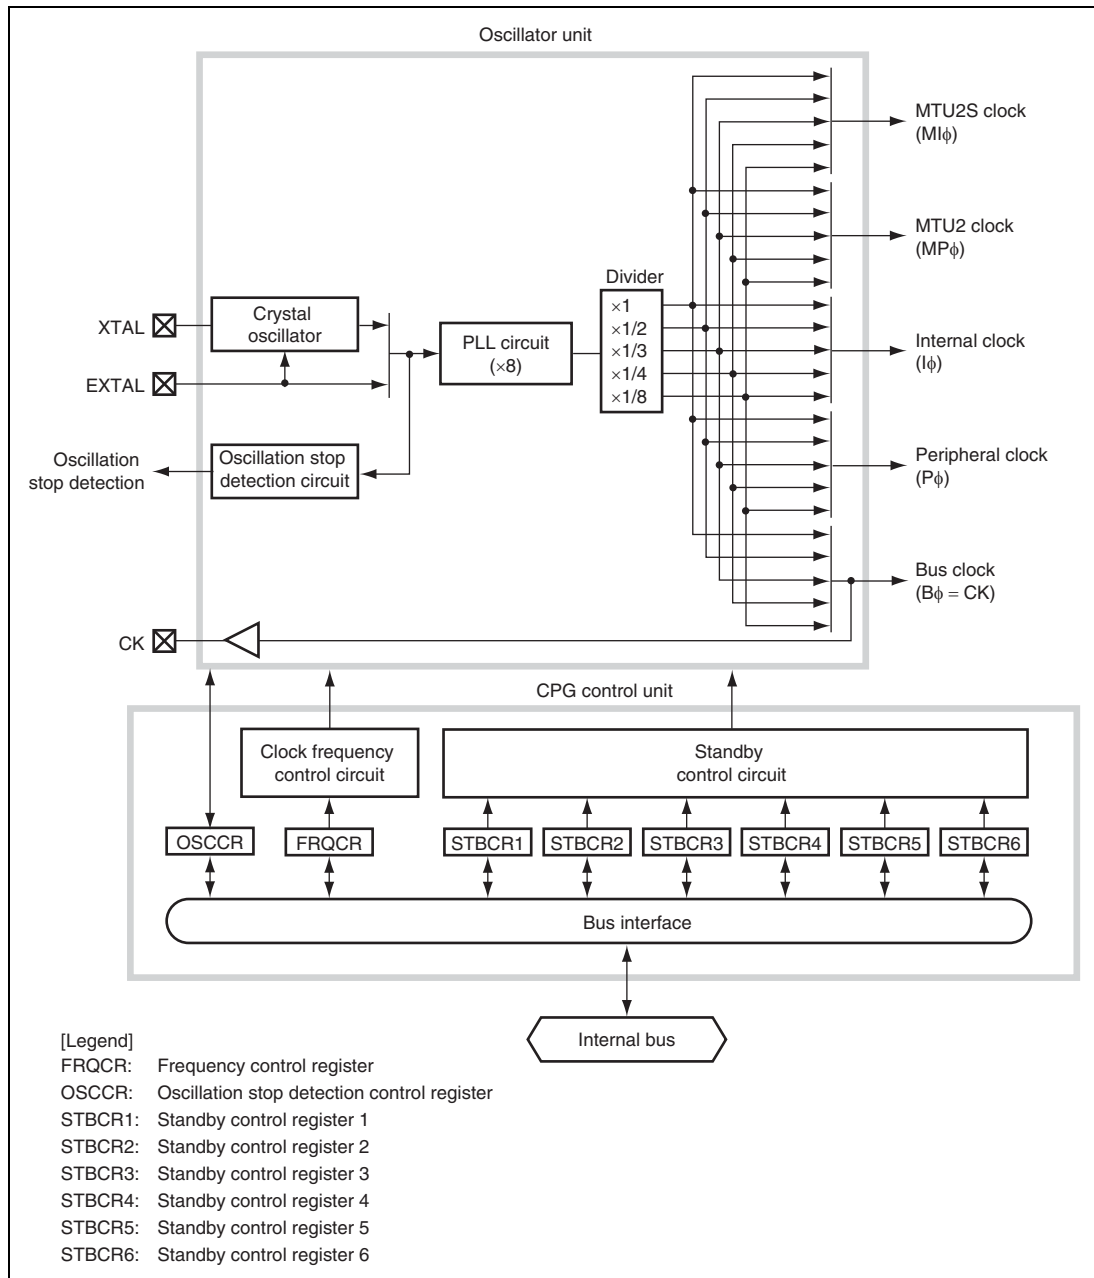 Oscillator unit
MTU2S clock
(MIϕ)
MTU2 clock
(MPϕ)
Divider
×1
×1/2
×1/3
×1/4
×1/8
XTAL
Crystal
oscillator
PLL circuit
(×8)
Internal clock
(Iϕ)
EXTAL
Oscillation
stop detection
Oscillation stop
detection circuit
Peripheral clock
(Pϕ)
Bus clock
(Bϕ = CK)
CK
CPG control unit
Clock frequency
control circuit
Standby
control circuit
OSCCR
FRQCR
STBCR1
STBCR2
STBCR3
STBCR4
STBCR5
STBCR6
Bus interface
Internal bus
[Legend]
FRQCR: Frequency control register
OSCCR: Oscillation stop detection control register
STBCR1: Standby control register 1
STBCR2: Standby control register 2
STBCR3: Standby control register 3
STBCR4: Standby control register 4
STBCR5: Standby control register 5
STBCR6: Standby control register 6